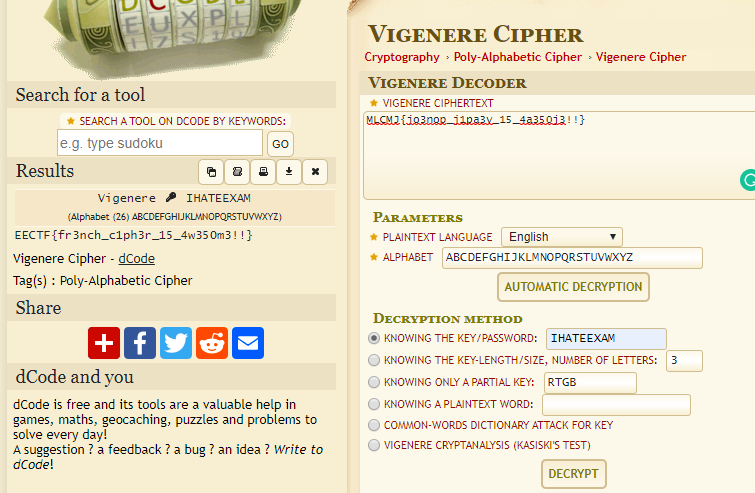 DCODE
EUXPL
Search for a tool
★ SEARCH A TOOL ON DCODE BY KEYWORDS:
e.g. type sudoku GO
Results
Vigenere IHATEEXAM
(Alphabet (26) ABCDEFGHIJKLMNOPQRSTUVWXYZ)
EECTF{fr3nch_c1ph3r_15_4w350m3!!}
Vigenere Cipher - dCode
Tag(s) : Poly-Alphabetic Cipher
Share
dCode and you
dCode is free and its tools are a valuable help in
games, maths, geocaching, puzzles and problems to
solve every day!
A suggestion ? a feedback ? a bug ? an idea ? Write to
dCode!
Vigenere Cipher
Cryptography › Poly-Alphabetic Cipher › Vigenere Cipher
Vigenere Decoder
★ VIGENERE CIPHERTEXT
MLCMJ{jo3nop_j1pa3v_15_4a350j3!!}
Parameters
★ PLAINTEXT LANGUAGE English
★ ALPHABET ABCDEFGHIJKLMNOPQRSTUVWXYZ
AUTOMATIC DECRYPTION
Decryption method
KNOWING THE KEY/PASSWORD: IHATEEXAM
KNOWING THE KEY-LENGTH/SIZE, NUMBER OF LETTERS: 3
KNOWING ONLY A PARTIAL KEY: RTGB
KNOWING A PLAINTEXT WORD:
COMMON-WORDS DICTIONARY ATTACK FOR KEY
VIGENERE CRYPTANALYSIS (KASISKI'S TEST)
DECRYPT